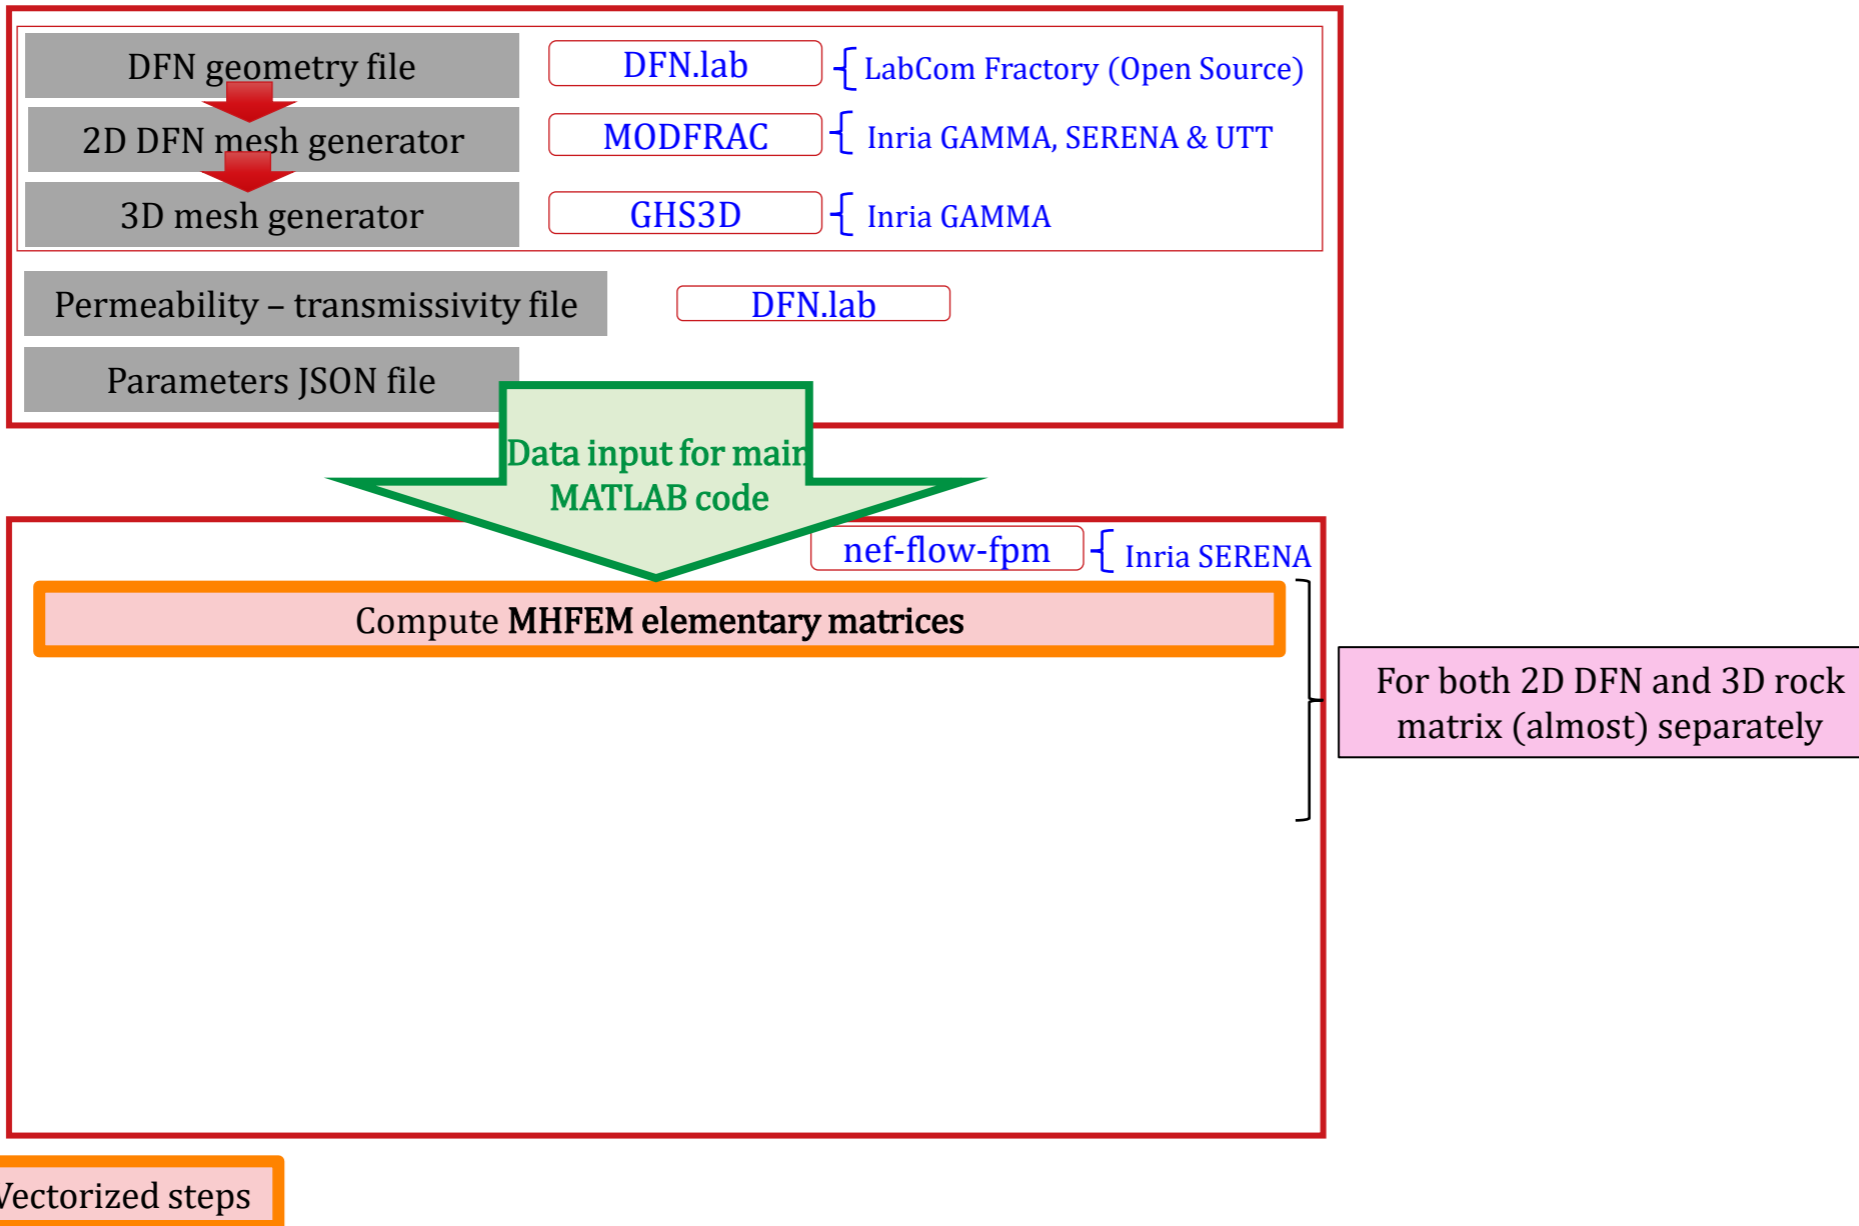 DFN geometry file
DFN.lab
LabCom Fractory (Open Source)
2D DFN mesh generator
MODFRAC
Inria GAMMA, SERENA & UTT
3D mesh generator
GHS3D
Inria GAMMA
Permeability – transmissivity file
DFN.lab
Parameters JSON file
Data input for main
MATLAB code
nef-flow-fpm
Inria SERENA
Compute MHFEM elementary matrices
For both 2D DFN and 3D rock
matrix (almost) separately
Vectorized steps